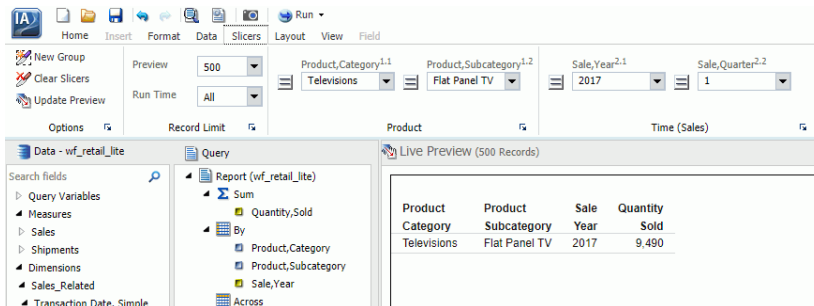 IA
Run
Home Insert Format Data Slicers Layout View Field
New Group
Clear Slicers
Update Preview
Options
Preview 500
Run Time All
Record Limit
Product,Category1.1 Product,Subcategory1.2
Televisions Flat Panel TV
Product
Sale,Year2.1 Sale,Quarter2.2
2017 1
Time (Sales)
Data - wf_retail_lite
Search fields
Query Variables
Measures
Sales
Shipments
Dimensions
Sales_Related
Transaction Date, Simple
Query
Report (wf_retail_lite)
Sum
Quantity,Sold
By
Product,Category
Product,Subcategory
Sale,Year
Across
Live Preview (500 Records)
Product Product Sale Quantity
Category Subcategory Year Sold
Televisions Flat Panel TV 2017 9,490